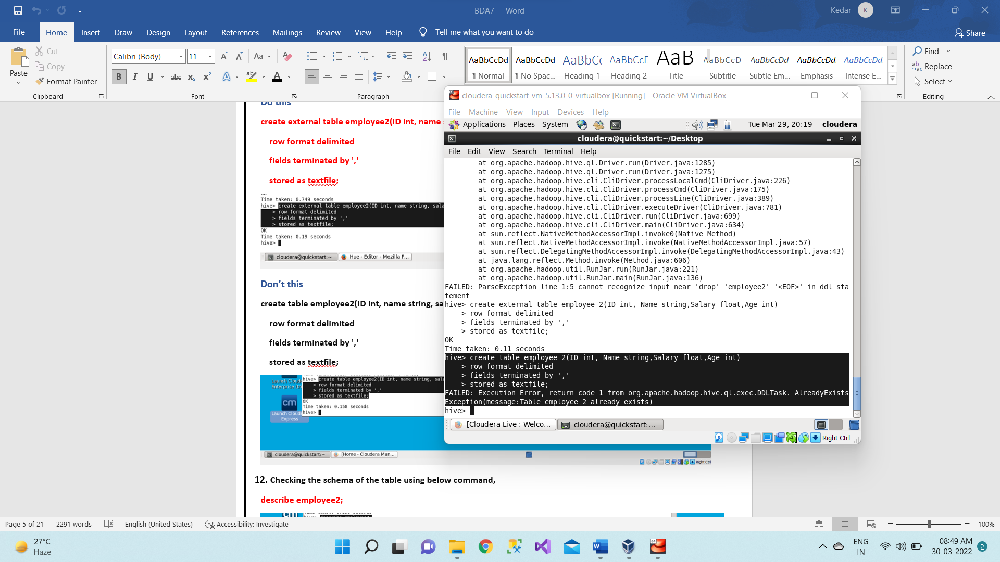 BDA7 - Word
Kedar
K
File
Home
Insert
Draw
Design
Layout
References
Mailings
Review
View
Help
Tell me what you want to do
Share
Paste
Cut
Copy
Format Painter
Clipboard
Calibri (Body)
11
Font
Paragraph
AaBbCcDd
¶ Normal
AaBbCcDd
¶ No Spac...
AaBbCc
Heading 1
AaBbCcD
Heading 2
AaB
Title
AaBbCcD
Subtitle
AaBbCcDd
Subtle Em...
AaBbCcDd
Emphasis
AaBbCcDd
Intense E...
Find
Replace
Select
Editing
Do this
create external table employee2(ID int, name s
row format delimited
fields terminated by ','
stored as textfile;
OK
Time taken: 0.749 seconds
hive> create external table employee2(ID int, name string, sala
> row format delimited
> fields terminated by ','
> stored as textfile;
OK
Time taken: 0.19 seconds
hive>
cloudera@quickstart:~
Hue - Editor - Mozilla F...
Don’t this
create table employee2(ID int, name string, sa
row format delimited
fields terminated by ','
stored as textfile;
Launch Cloude
Enterprise (tri
hive> create table employee2(ID int, name string, sala
> row format delimited
> fields terminated by ','
> stored as textfile;
OK
Time taken: 0.158 seconds
hive>
cm
Launch Cloude
Express
cloudera@quickstart:~
[Home - Cloudera Man...
Right Ctrl
12. Checking the schema of the table using below command,
describe employee2;
cloudera-quickstart-vm-5.13.0-0-virtualbox [Running] - Oracle VM VirtualBox
File Machine View Input Devices Help
Applications Places System
Tue Mar 29, 20:19 cloudera
cloudera@quickstart:~/Desktop
File Edit View Search Terminal Help
at org.apache.hadoop.hive.ql.Driver.run(Driver.java:1285)
at org.apache.hadoop.hive.ql.Driver.run(Driver.java:1275)
at org.apache.hadoop.hive.cli.CliDriver.processLocalCmd(CliDriver.java:226)
at org.apache.hadoop.hive.cli.CliDriver.processCmd(CliDriver.java:175)
at org.apache.hadoop.hive.cli.CliDriver.processLine(CliDriver.java:389)
at org.apache.hadoop.hive.cli.CliDriver.executeDriver(CliDriver.java:781)
at org.apache.hadoop.hive.cli.CliDriver.run(CliDriver.java:699)
at org.apache.hadoop.hive.cli.CliDriver.main(CliDriver.java:634)
at sun.reflect.NativeMethodAccessorImpl.invoke0(Native Method)
at sun.reflect.NativeMethodAccessorImpl.invoke(NativeMethodAccessorImpl.java:57)
at sun.reflect.DelegatingMethodAccessorImpl.invoke(DelegatingMethodAccessorImpl.java:43)
at java.lang.reflect.Method.invoke(Method.java:606)
at org.apache.hadoop.util.RunJar.run(RunJar.java:221)
at org.apache.hadoop.util.RunJar.main(RunJar.java:136)
FAILED: ParseException line 1:5 cannot recognize input near 'drop' 'employee2' '<EOF>' in ddl sta
tement
hive> create external table employee_2(ID int, Name string,Salary float,Age int)
> row format delimited
> fields terminated by ','
> stored as textfile;
OK
Time taken: 0.11 seconds
hive> create table employee_2(ID int, Name string,Salary float,Age int)
> row format delimited
> fields terminated by ','
> stored as textfile;
FAILED: Execution Error, return code 1 from org.apache.hadoop.hive.ql.exec.DDLTask. AlreadyExists
Exception(message:Table employee_2 already exists)
hive>
[Cloudera Live : Welco...
cloudera@quickstart:...
Right Ctrl
Page 5 of 21
2291 words
English (United States)
Accessibility: Investigate
100%
27°C
Haze
ENG
IN
08:49 AM
30-03-2022
2